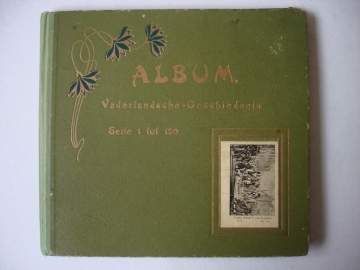 ALBUM.
Vaderlandsche-Geschiedenis
Serie 1 tot 150